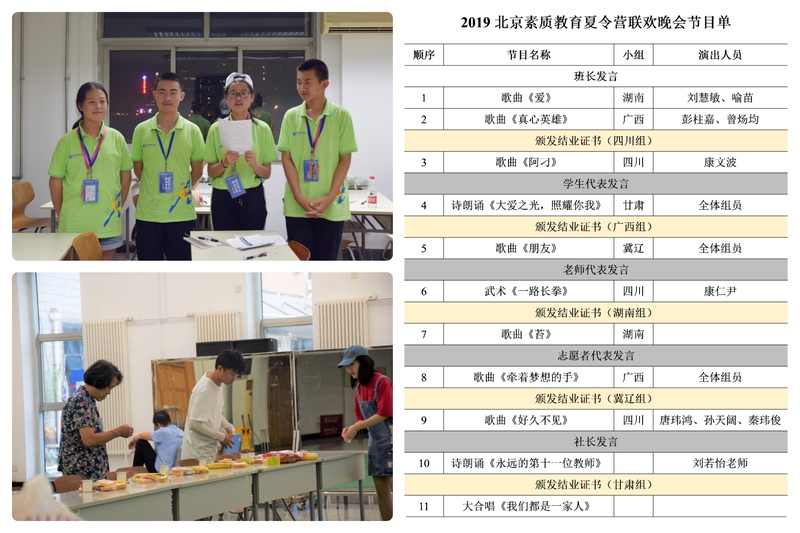 2019 北京素质教育夏令营联欢晚会节目单
顺序 节目名称 小组 演出人员
班长发言
1 歌曲《爱》 湖南 刘慧敏、喻苗
2 歌曲《真心英雄》 广西 彭柱嘉、曾炀均
颁发结业证书（四川组）
3 歌曲《阿刁》 四川 康文波
学生代表发言
4 诗朗诵《大爱之光，照耀你我》 甘肃 全体组员
颁发结业证书（广西组）
5 歌曲《朋友》 冀辽 全体组员
老师代表发言
6 武术《一路长拳》 四川 康仁尹
颁发结业证书（湖南组）
7 歌曲《苔》 湖南
志愿者代表发言
8 歌曲《牵着梦想的手》 广西 全体组员
颁发结业证书（冀辽组）
9 歌曲《好久不见》 四川 唐玮鸿、孙天阔、秦玮俊
社长发言
10 诗朗诵《永远的第十一位教师》 刘若怡老师
颁发结业证书（甘肃组）
11 大合唱《我们都是一家人》